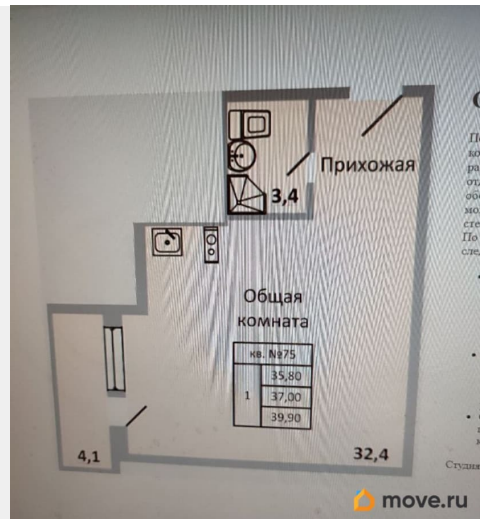 Прихожая
3,4
Общая
комната
кв. №75
35,80
1
37,00
39,90
4,1
32,4
Студия
move.ru